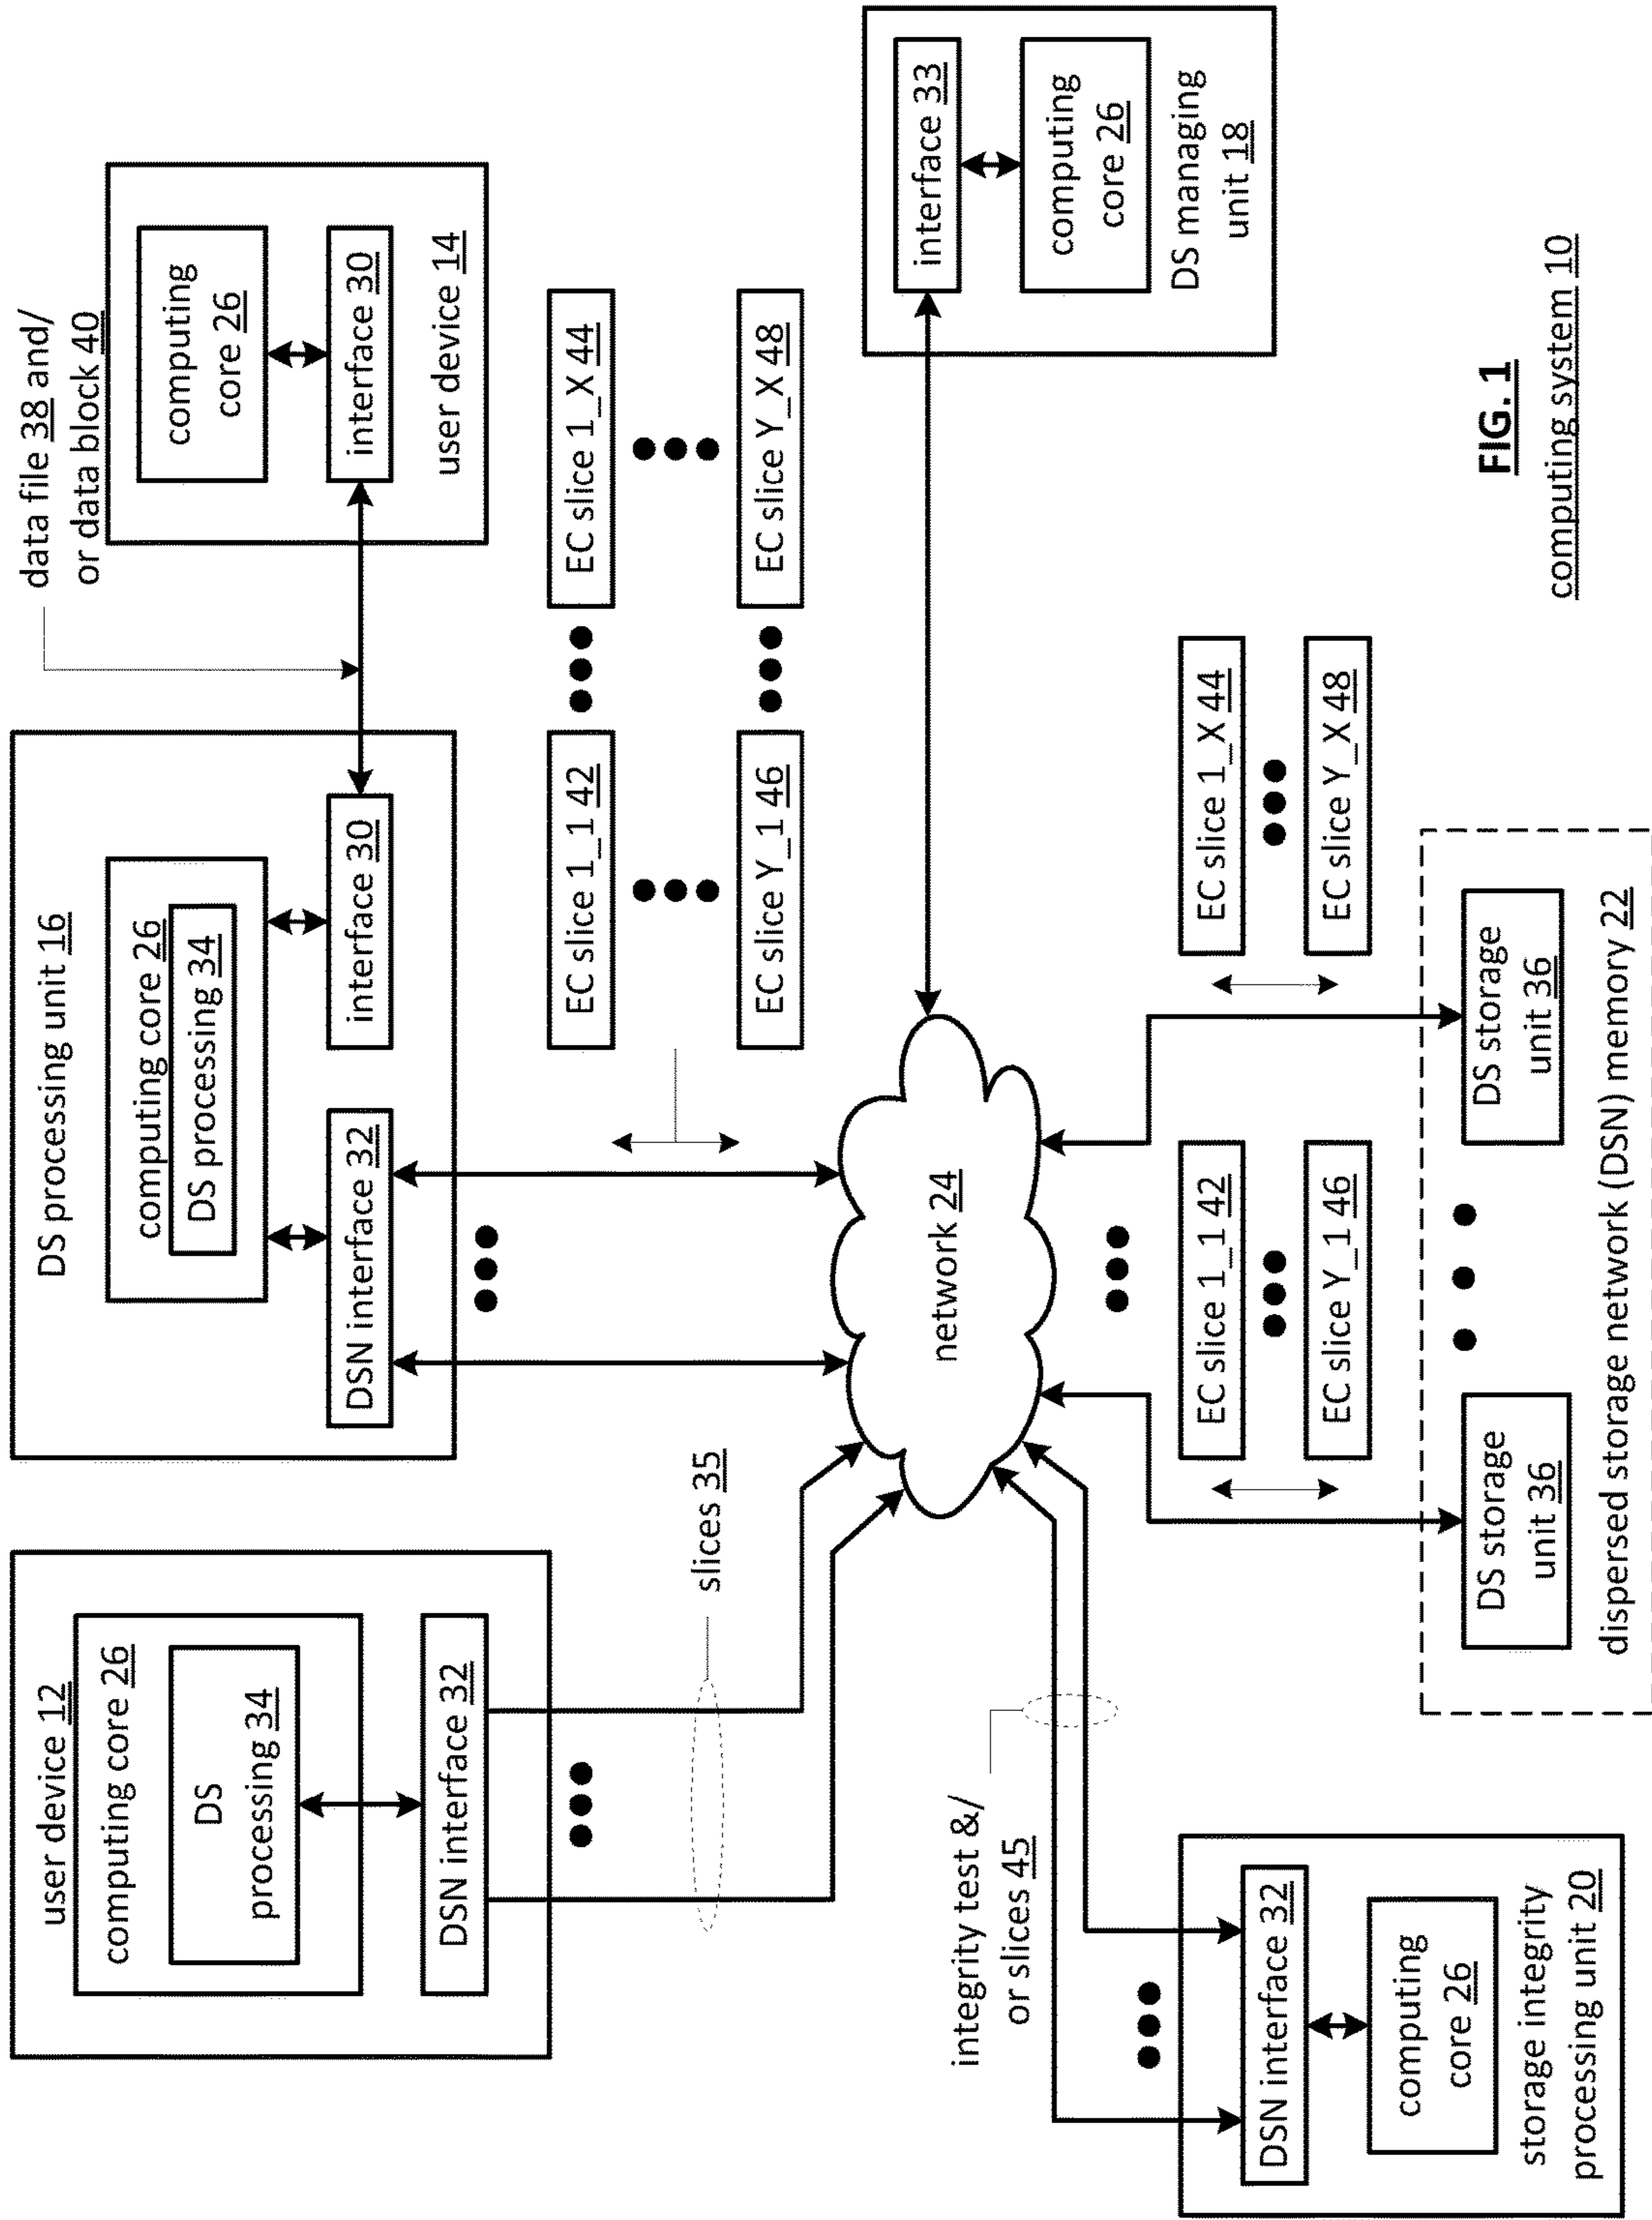 user device 12
computing core 26
DS
processing 34
DSN interface 32
slices 35
DS processing unit 16
computing core 26
DS processing 34
DSN interface 32
interface 30
data file 38 and/
or data block 40
computing
core 26
interface 30
user device 14
EC slice 1_1 42
EC slice 1_X 44
EC slice Y_1 46
EC slice Y_X 48
network 24
interface 33
computing
core 26
DS managing
unit 18
integrity test &/
or slices 45
DSN interface 32
computing
core 26
storage integrity
processing unit 20
EC slice 1_1 42
EC slice Y_1 46
EC slice 1_X 44
EC slice Y_X 48
DS storage
unit 36
DS storage
unit 36
dispersed storage network (DSN) memory 22
FIG. 1
computing system 10